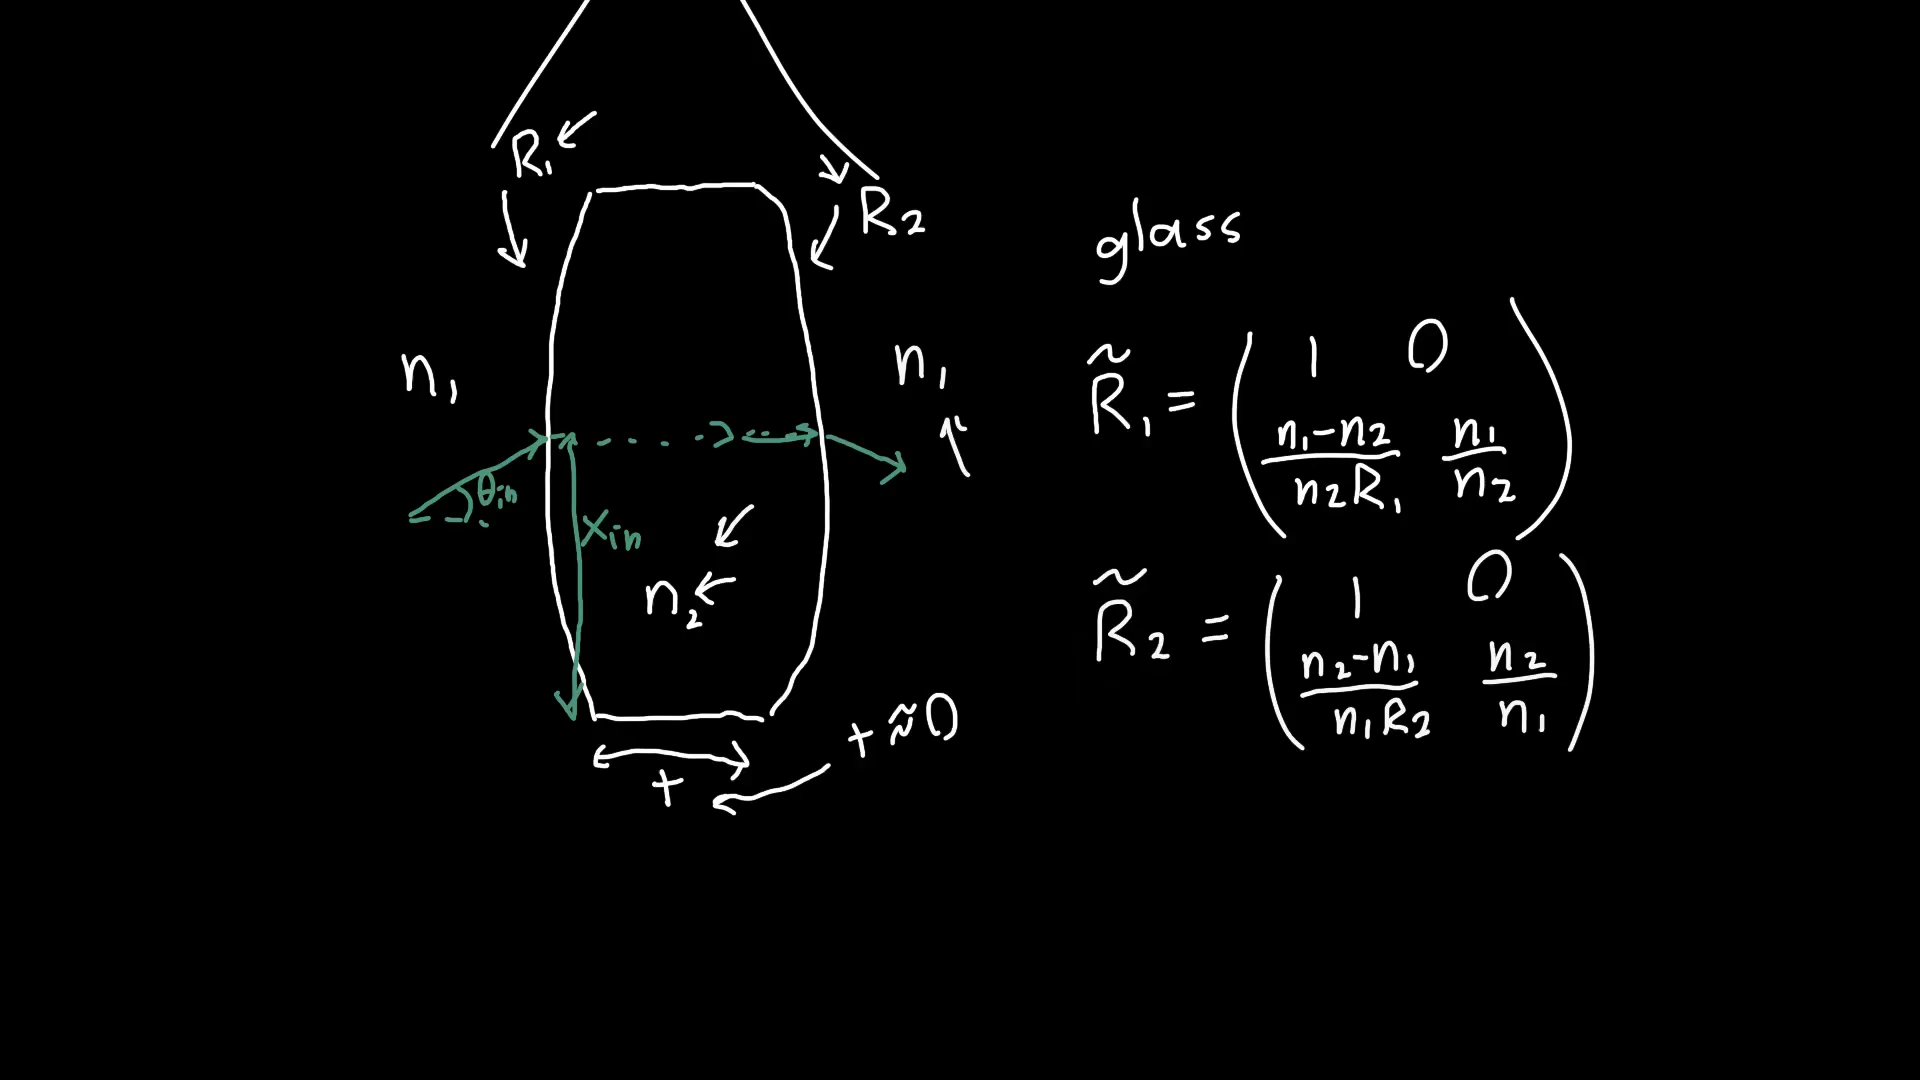 R₁
R₂
n₁
n₁
θin
xin
n₂
t ≈ 0
t
glass
R̃₁ = ( 1 0
(n₁-n₂)/(n₂R₁) n₁/n₂ )
R̃₂ = ( 1 0
(n₂-n₁)/(n₁R₂) n₂/n₁ )